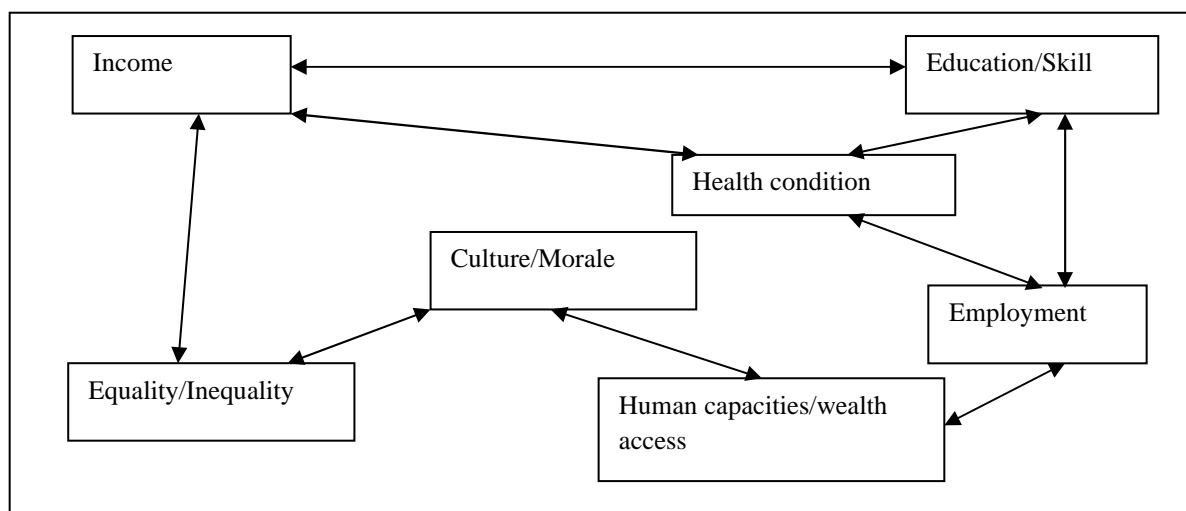 Income
Education/Skill
Health condition
Culture/Morale
Employment
Equality/Inequality
Human capacities/wealth
access